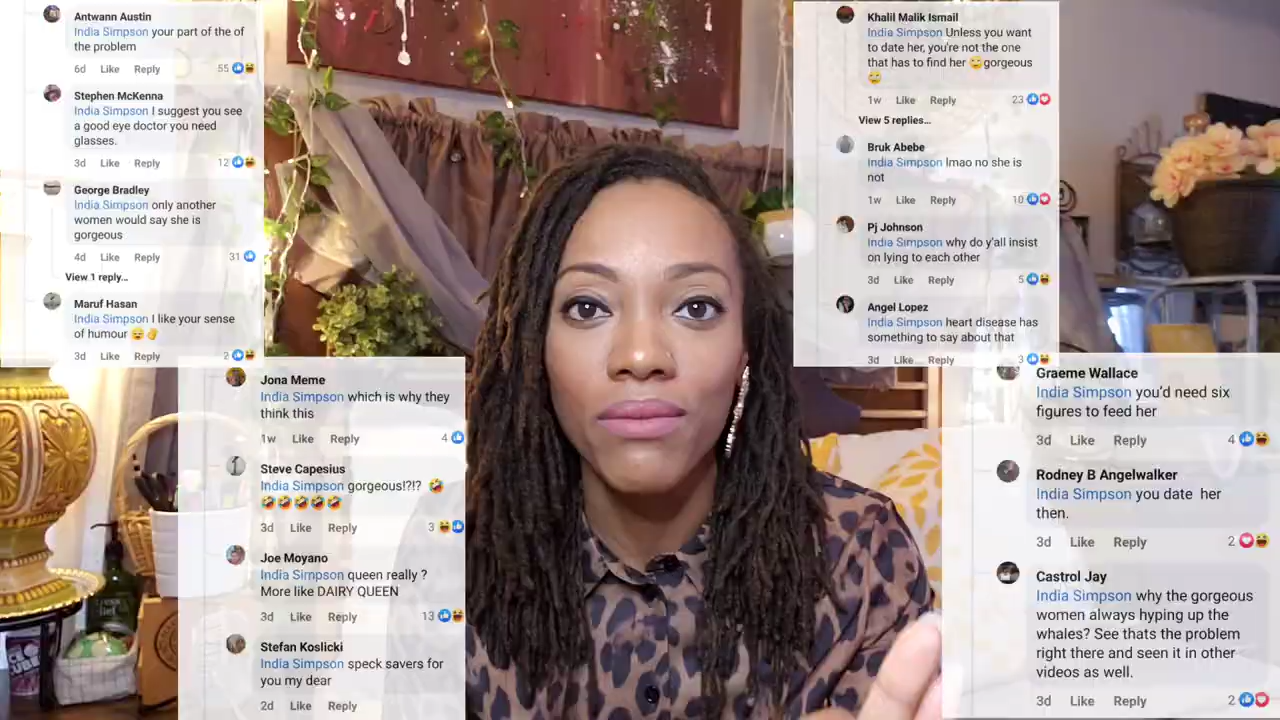 Antwann Austin
India Simpson your part of the of
the problem
6d Like Reply 55
Stephen McKenna
India Simpson I suggest you see
a good eye doctor you need
glasses.
3d Like Reply 12
George Bradley
India Simpson only another
women would say she is
gorgeous
4d Like Reply 31
View 1 reply...
Maruf Hasan
India Simpson I like your sense
of humour 😑👌
3d Like Reply 2
Jona Meme
India Simpson which is why they
think this
1w Like Reply 4
Steve Capesius
India Simpson gorgeous!?!? 🤣
🤣🤣🤣🤣🤣
3d Like Reply 3
Joe Moyano
India Simpson queen really ?
More like DAIRY QUEEN
3d Like Reply 13
Stefan Koslicki
India Simpson speck savers for
you my dear
2d Like Reply
Khalil Malik Ismail
India Simpson Unless you want
to date her, you're not the one
that has to find her 🙄gorgeous
🥴
1w Like Reply 23
View 5 replies...
Bruk Abebe
India Simpson lmao no she is
not
1w Like Reply 10
Pj Johnson
India Simpson why do y'all insist
on lying to each other
3d Like Reply 5
Angel Lopez
India Simpson heart disease has
something to say about that
3d Like Reply 3
Graeme Wallace
India Simpson you'd need six
figures to feed her
3d Like Reply 4
Rodney B Angelwalker
India Simpson you date her
then.
3d Like Reply 2
Castrol Jay
India Simpson why the gorgeous
women always hyping up the
whales? See thats the problem
right there and seen it in other
videos as well.
3d Like Reply 2